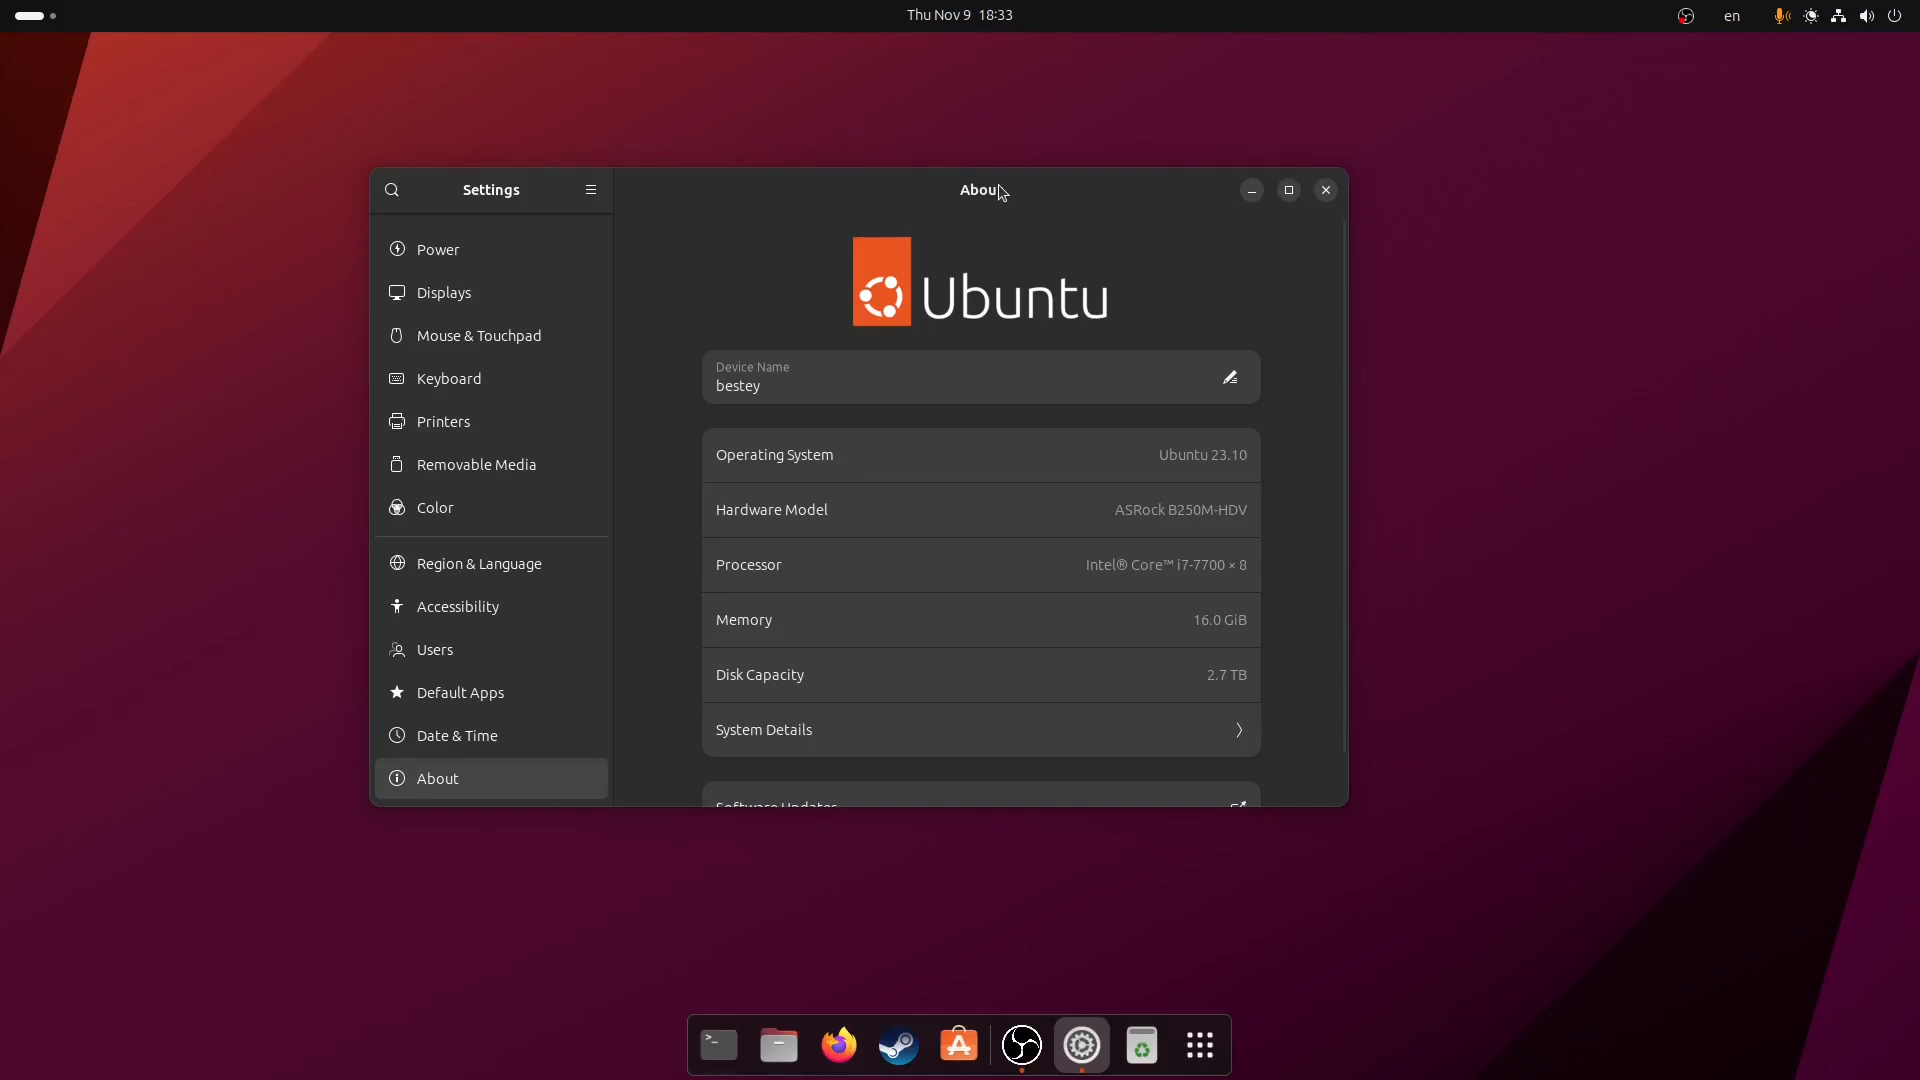 Thu Nov 9 18:33
en
Settings
About
Power
Displays
Mouse & Touchpad
Keyboard
Printers
Removable Media
Color
Region & Language
Accessibility
Users
Default Apps
Date & Time
About
Ubuntu
Device Name
bestey
Operating System Ubuntu 23.10
Hardware Model ASRock B250M-HDV
Processor Intel® Core™ i7-7700 × 8
Memory 16.0 GiB
Disk Capacity 2.7 TB
System Details
Software Updates